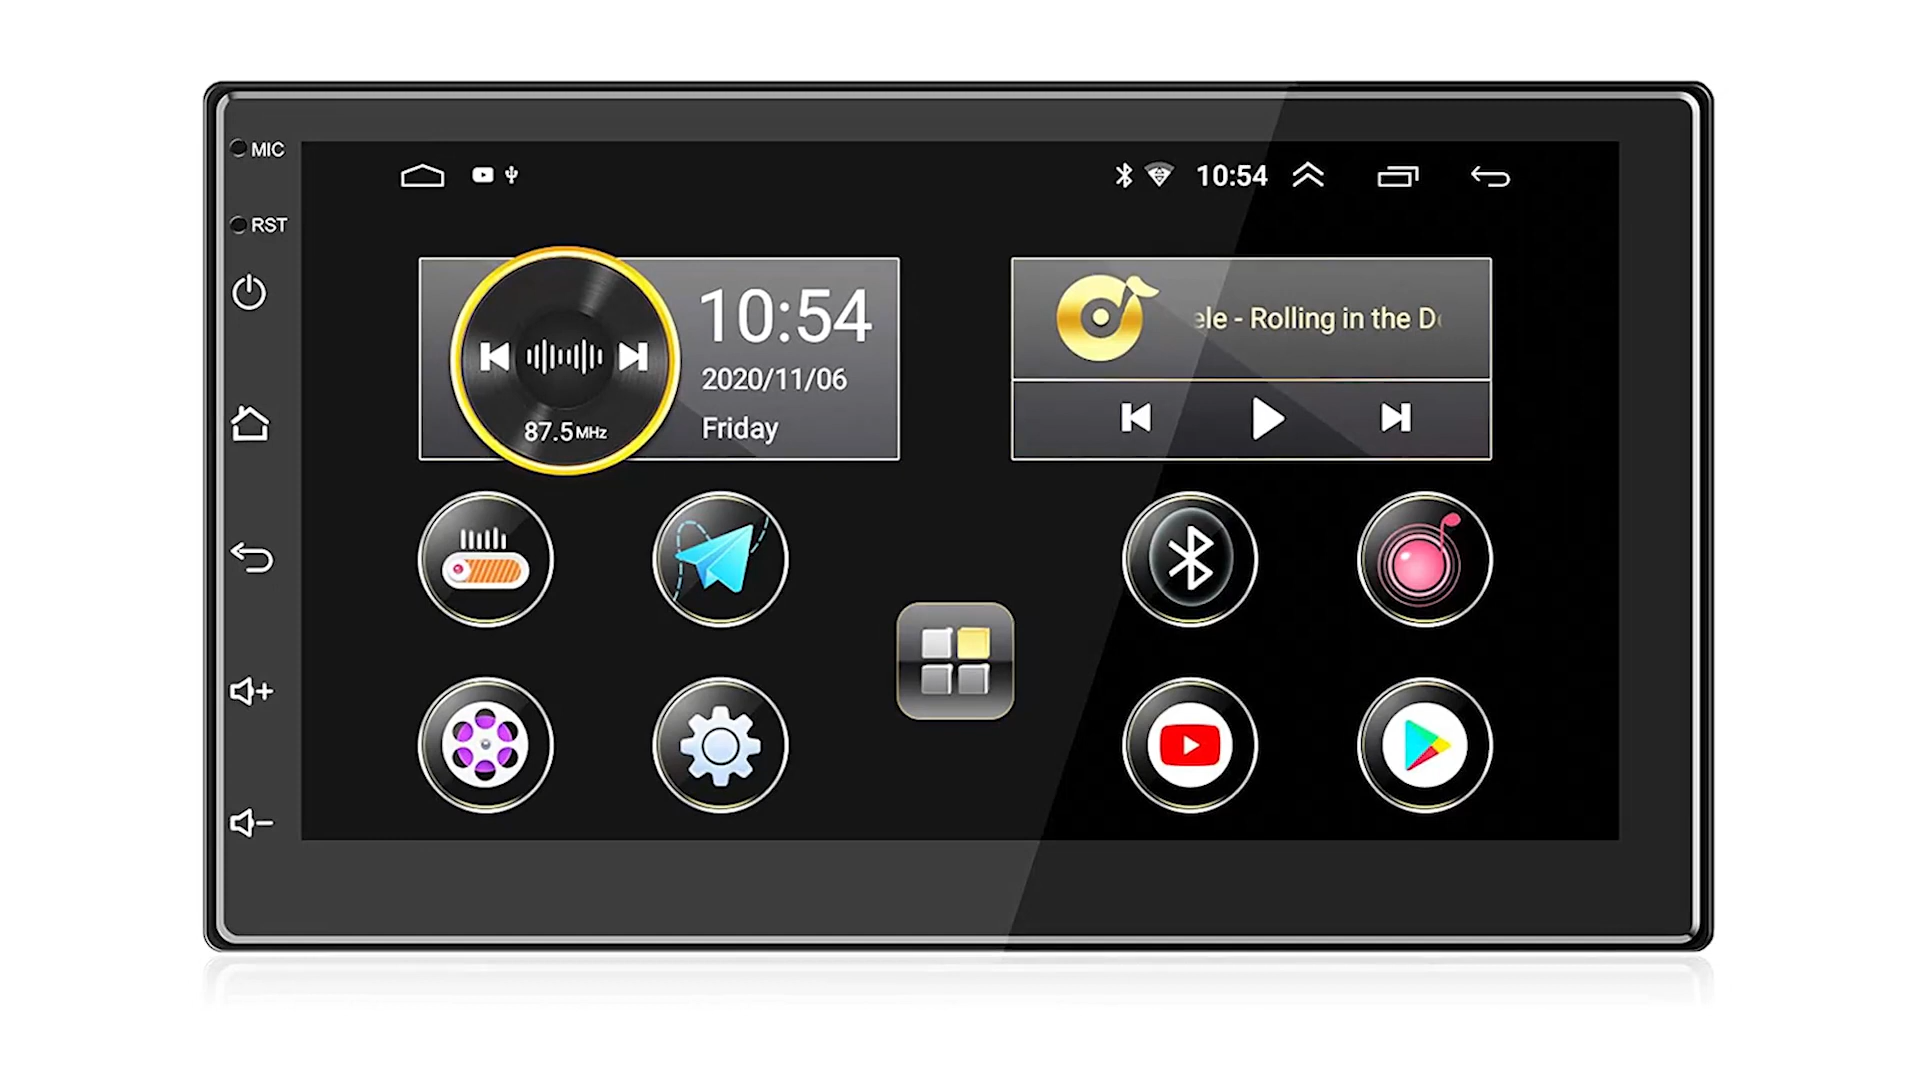 MIC
RST
10:54
10:54
2020/11/06
Friday
87.5MHz
ele - Rolling in the D